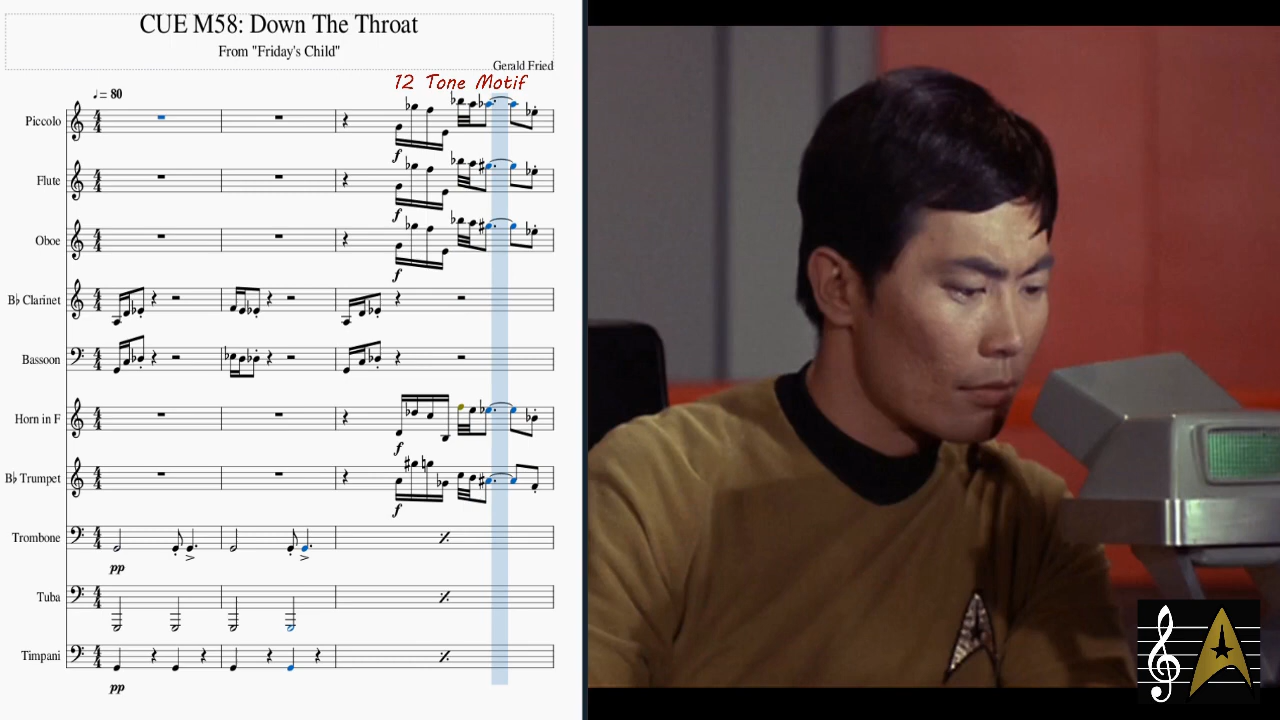 CUE M58: Down The Throat
From "Friday's Child"
Gerald Fried
12 Tone Motif
♩= 80
Piccolo
f
Flute
f
Oboe
f
B♭ Clarinet
Bassoon
Horn in F
f
B♭ Trumpet
f
Trombone
pp
Tuba
Timpani
pp